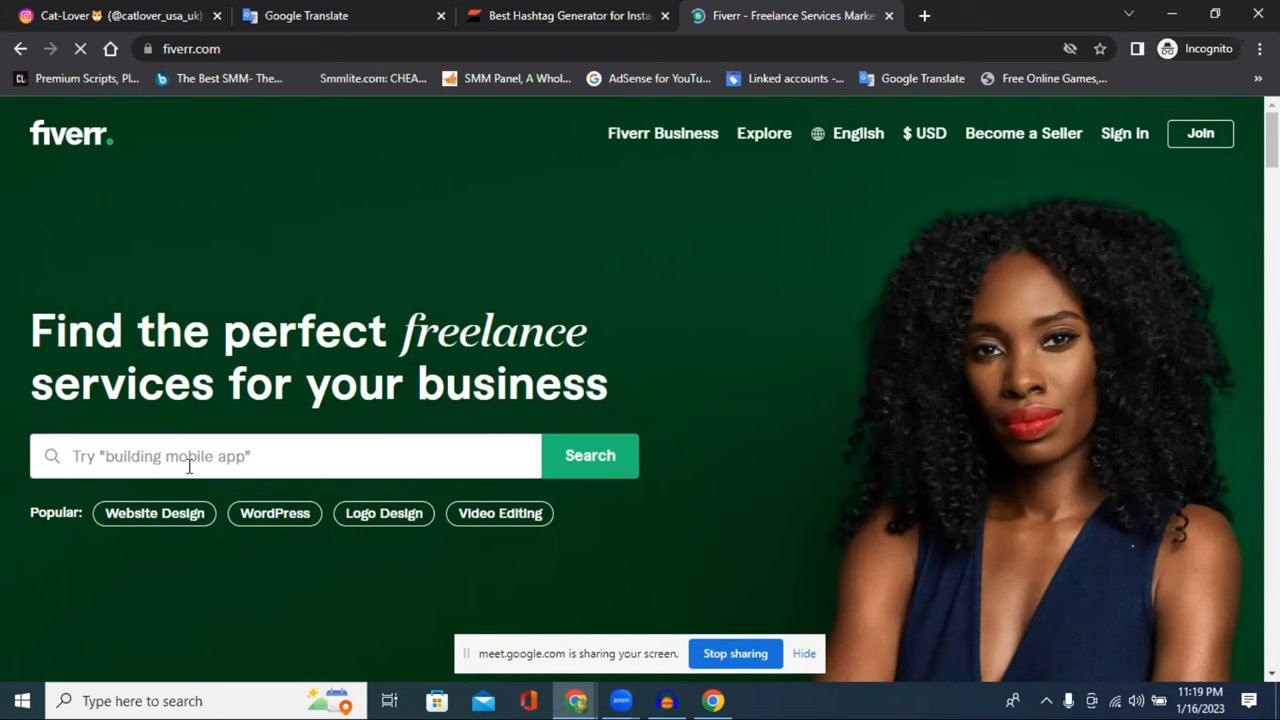 Cat-Lover🐱 (@catlover_usa_uk)
Google Translate
Best Hashtag Generator for Insta
Fiverr - Freelance Services Marke
fiverr.com
Incognito
CL Premium Scripts, Pl...
The Best SMM- The...
Smmlite.com: CHEA...
SMM Panel, A Whol...
AdSense for YouTu...
Linked accounts -...
Google Translate
Free Online Games,...
fiverr.
Fiverr Business
Explore
English
$ USD
Become a Seller
Sign in
Join
Find the perfect freelance
services for your business
Try "building mobile app"
Search
Popular:
Website Design
WordPress
Logo Design
Video Editing
meet.google.com is sharing your screen.
Stop sharing
Hide
Type here to search
zoom
11:19 PM
1/16/2023